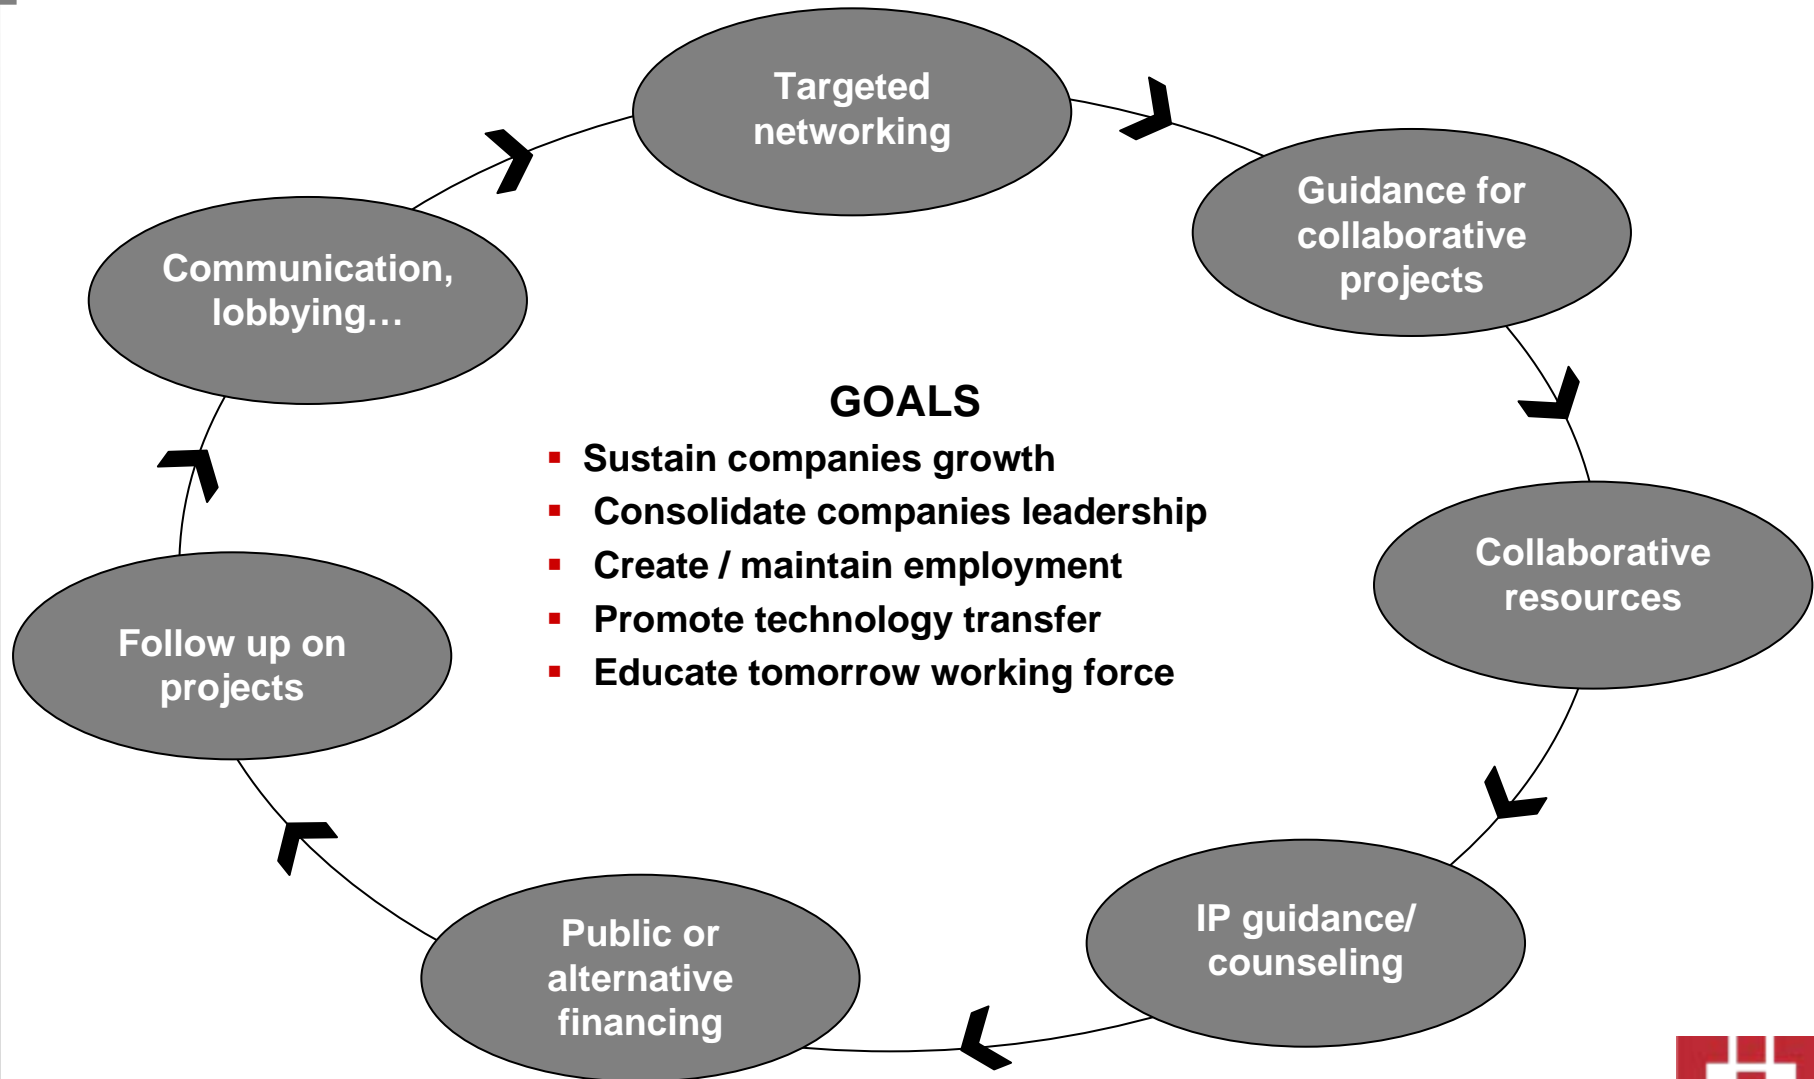 Targeted
networking
Guidance for
collaborative
projects
Communication,
lobbying…
GOALS
▪ Sustain companies growth
▪ Consolidate companies leadership
▪ Create / maintain employment
▪ Promote technology transfer
▪ Educate tomorrow working force
Collaborative
resources
Follow up on
projects
IP guidance/
counseling
Public or
alternative
financing